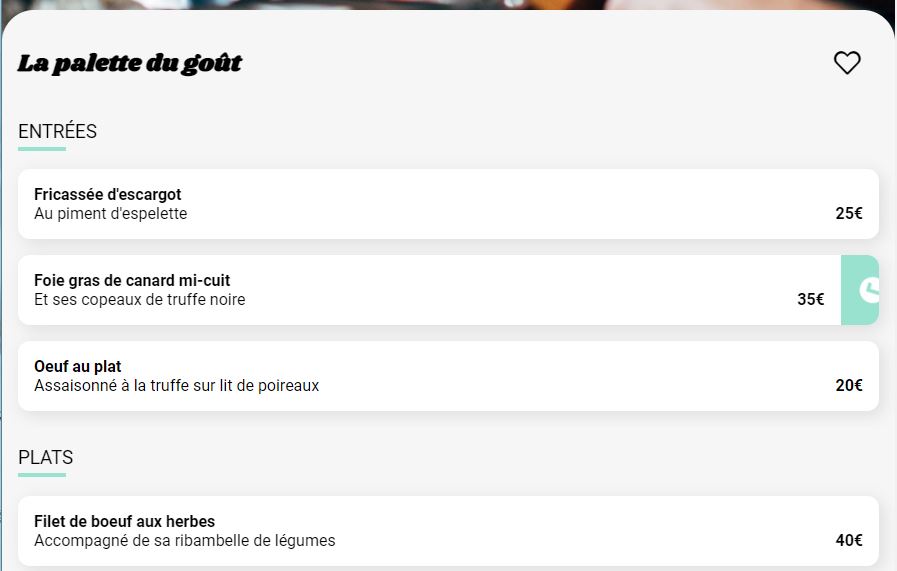 La palette du goût
ENTRÉES
Fricassée d'escargot
Au piment d'espelette
25€
Foie gras de canard mi-cuit
Et ses copeaux de truffe noire
35€
Oeuf au plat
Assaisonné à la truffe sur lit de poireaux
20€
PLATS
Filet de boeuf aux herbes
Accompagné de sa ribambelle de légumes
40€